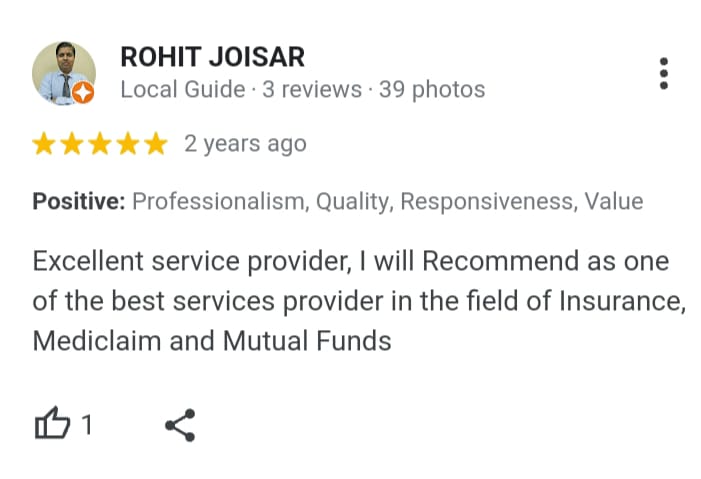 ROHIT JOISAR
Local Guide · 3 reviews · 39 photos
2 years ago
Positive: Professionalism, Quality, Responsiveness, Value
Excellent service provider, I will Recommend as one
of the best services provider in the field of Insurance,
Mediclaim and Mutual Funds
1